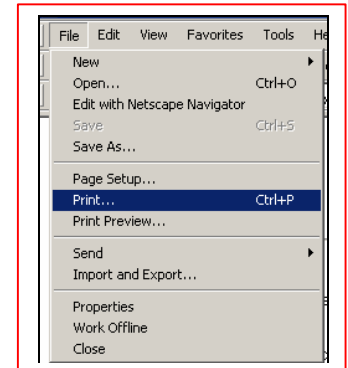 File Edit View Favorites Tools He
New
Open... Ctrl+O
Edit with Netscape Navigator
Save Ctrl+S
Save As...
Page Setup...
Print... Ctrl+P
Print Preview...
Send
Import and Export...
Properties
Work Offline
Close